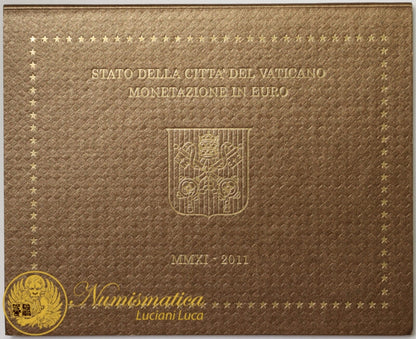 STATO DELLA CITTA' DEL VATICANO
MONETAZIONE IN EURO
MMXI - 2011
Numismatica
Luciani Luca